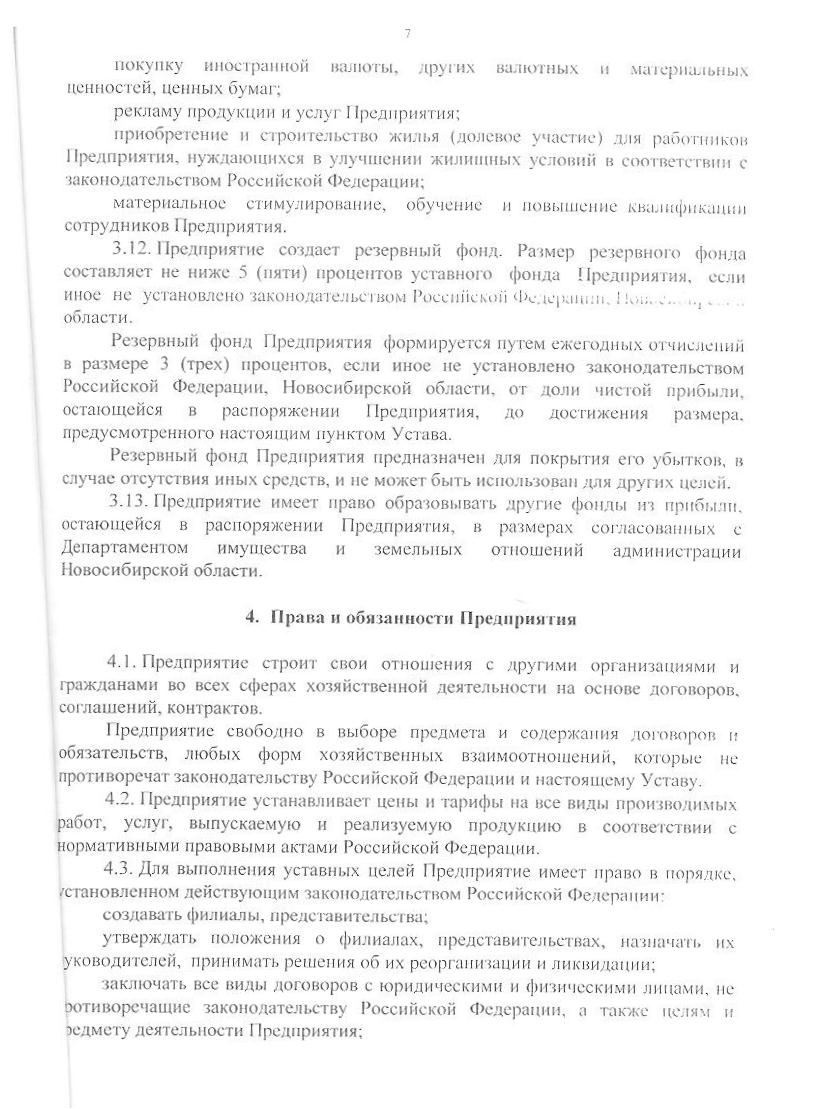 7
покупку иностранной валюты, других валютных и материальных
ценностей, ценных бумаг;
рекламу продукции и услуг Предприятия;
приобретение и строительство жилья (долевое участие) для работников
Предприятия, нуждающихся в улучшении жилищных условий в соответствии с
законодательством Российской Федерации;
материальное стимулирование, обучение и повышение квалификации
сотрудников Предприятия.
3.12. Предприятие создает резервный фонд. Размер резервного фонда
составляет не ниже 5 (пяти) процентов уставного фонда Предприятия, если
иное не установлено законодательством Российской Федерации,
области.
Резервный фонд Предприятия формируется путем ежегодных отчислений
в размере 3 (трех) процентов, если иное не установлено законодательством
Российской Федерации, Новосибирской области, от доли чистой прибыли,
остающейся в распоряжении Предприятия, до достижения размера,
предусмотренного настоящим пунктом Устава.
Резервный фонд Предприятия предназначен для покрытия его убытков, в
случае отсутствия иных средств, и не может быть использован для других целей.
3.13. Предприятие имеет право образовывать другие фонды из прибыли,
остающейся в распоряжении Предприятия, в размерах согласованных с
Департаментом имущества и земельных отношений администрации
Новосибирской области.
4. Права и обязанности Предприятия
4.1. Предприятие строит свои отношения с другими организациями и
гражданами во всех сферах хозяйственной деятельности на основе договоров,
соглашений, контрактов.
Предприятие свободно в выборе предмета и содержания договоров и
обязательств, любых форм хозяйственных взаимоотношений, которые не
противоречат законодательству Российской Федерации и настоящему Уставу.
4.2. Предприятие устанавливает цены и тарифы на все виды производимых
работ, услуг, выпускаемую и реализуемую продукцию в соответствии с
нормативными правовыми актами Российской Федерации.
4.3. Для выполнения уставных целей Предприятие имеет право в порядке,
установленном действующим законодательством Российской Федерации:
создавать филиалы, представительства;
утверждать положения о филиалах, представительствах, назначать их
уководителей, принимать решения об их реорганизации и ликвидации;
заключать все виды договоров с юридическими и физическими лицами, не
ротиворечащие законодательству Российской Федерации, а также целям и
редмету деятельности Предприятия;